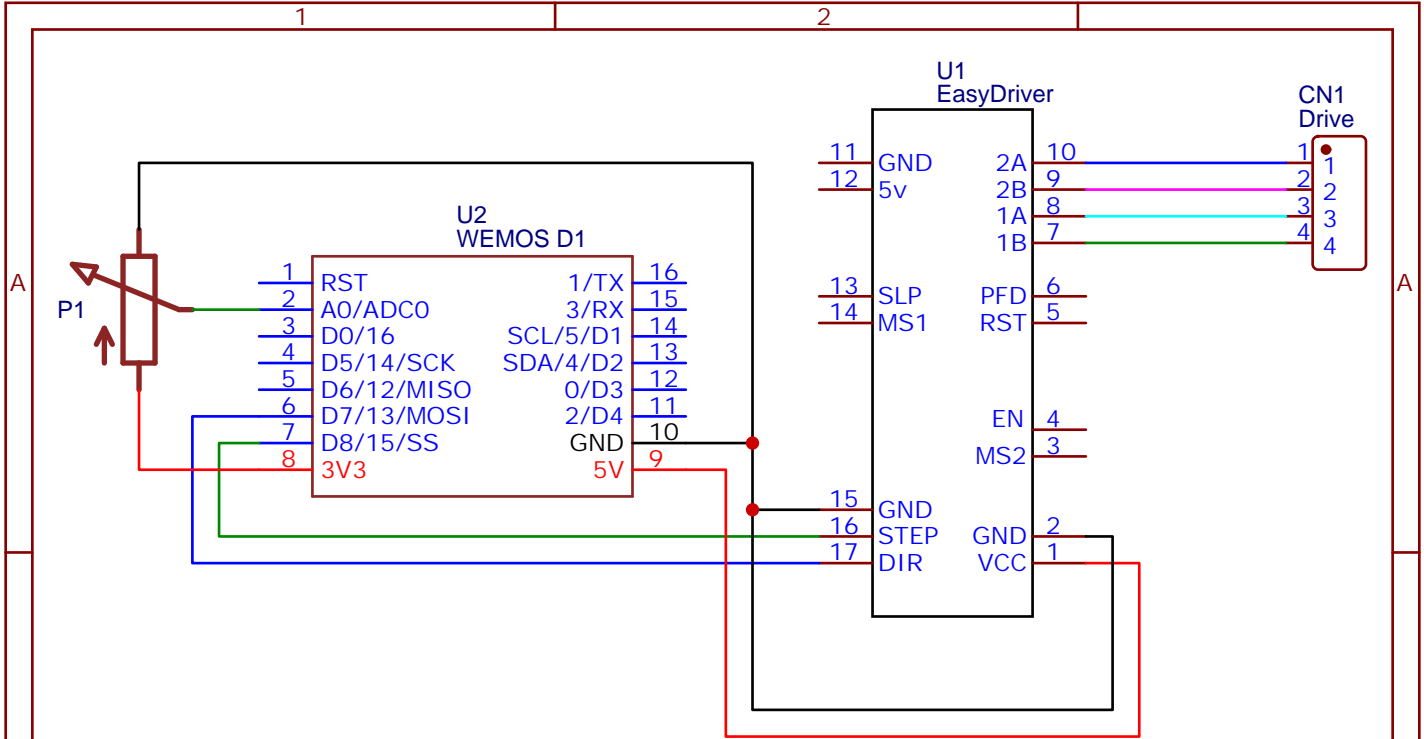 1
2
A
A
U1
EasyDriver
CN1
Drive
11 GND
12 5v
13 SLP
14 MS1
15 GND
16 STEP
17 DIR
2A 10
2B 9
1A 8
1B 7
PFD 6
RST 5
EN 4
MS2 3
GND 2
VCC 1
1 1
2 2
3 3
4 4
U2
WEMOS D1
1 RST
2 A0/ADC0
3 D0/16
4 D5/14/SCK
5 D6/12/MISO
6 D7/13/MOSI
7 D8/15/SS
8 3V3
1/TX 16
3/RX 15
SCL/5/D1 14
SDA/4/D2 13
0/D3 12
2/D4 11
GND 10
5V 9
P1